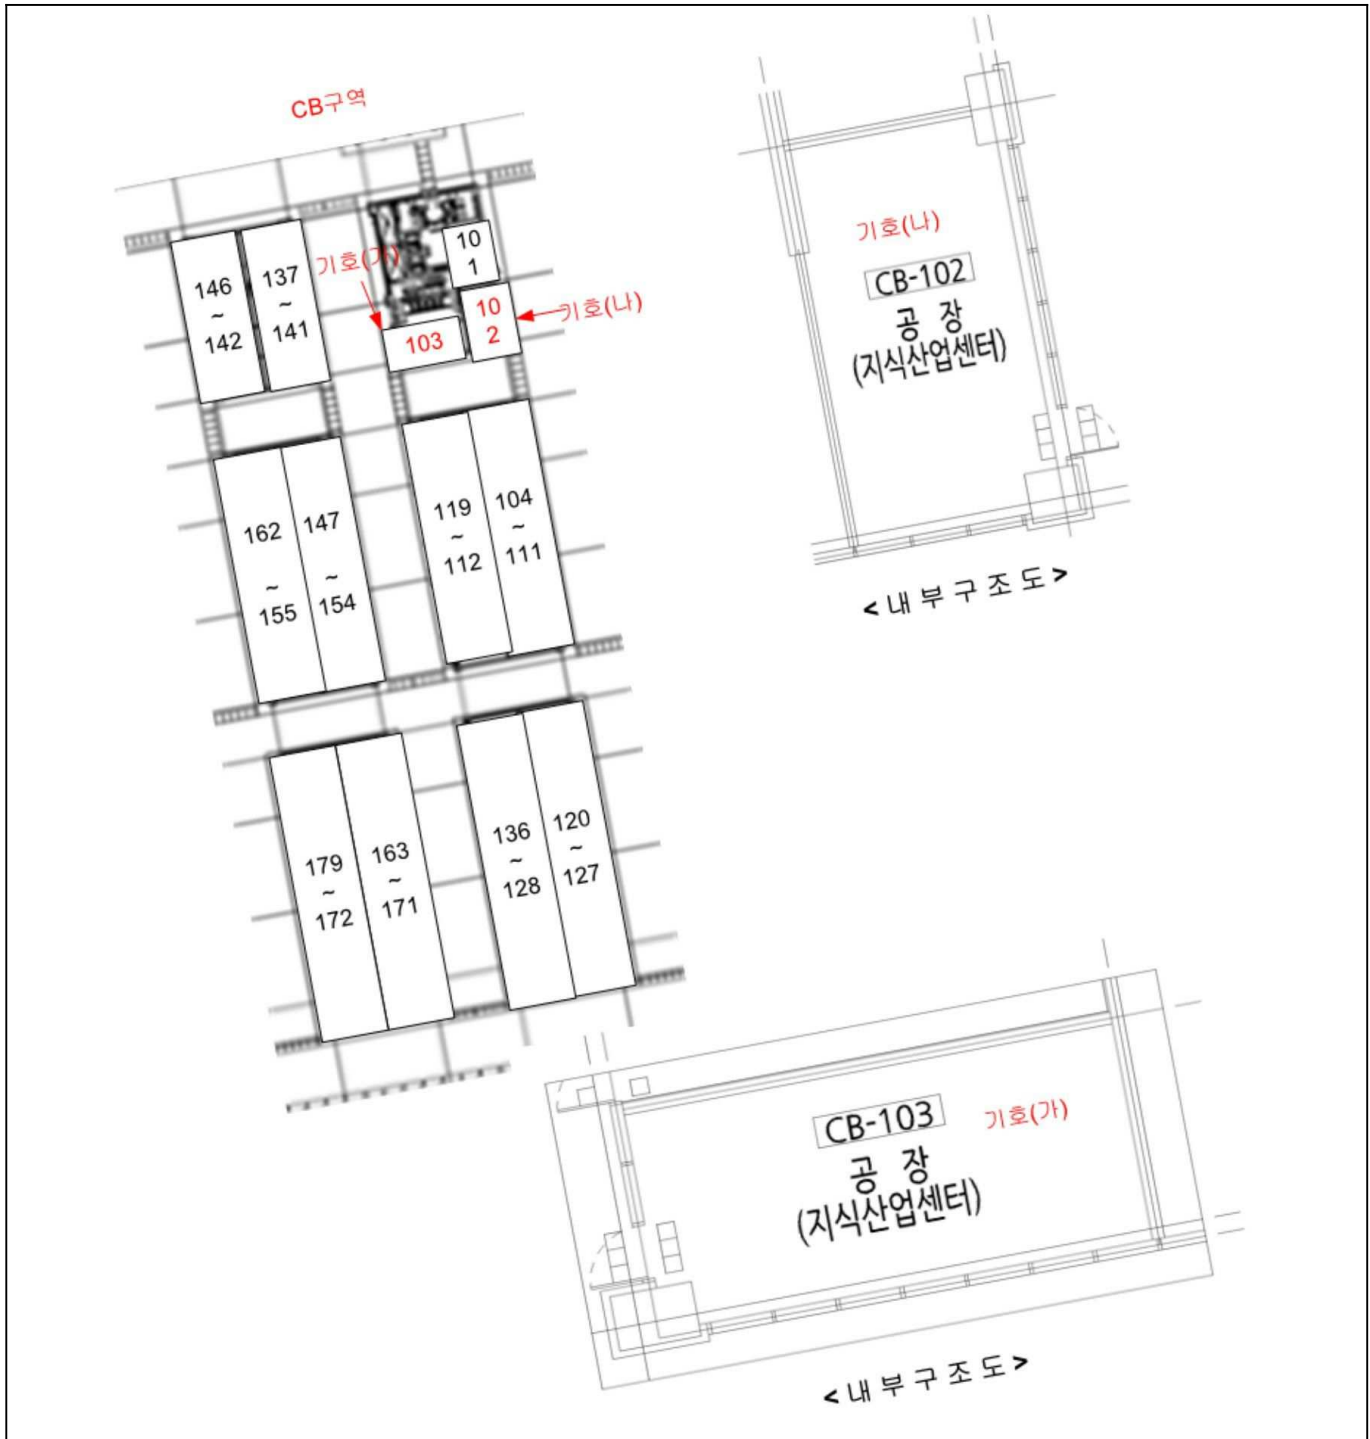 CB구역
기호(가)
10
1
10
2
기호(나)
103
146
~
142
137
~
141
162
~
155
147
~
154
119
~
112
104
~
111
179
~
172
163
~
171
136
~
128
120
~
127
기호(나)
CB-102
공 장
(지식산업센터)
<내부구조도>
CB-103
기호(가)
공 장
(지식산업센터)
<내부구조도>